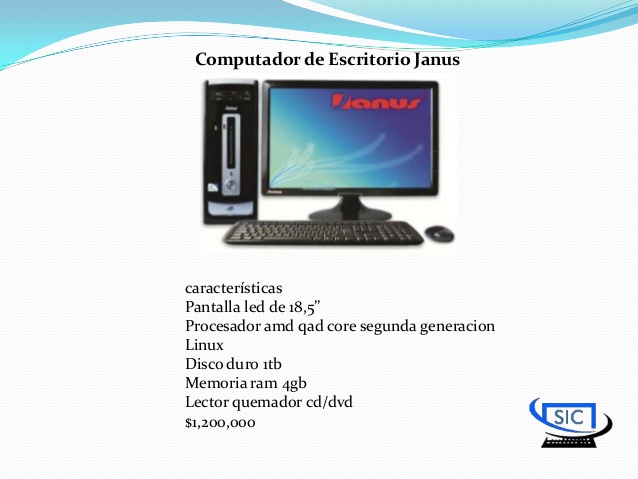 Computador de Escritorio Janus
Janus
Janus
características
Pantalla led de 18,5”
Procesador amd qad core segunda generacion
Linux
Disco duro 1tb
Memoria ram 4gb
Lector quemador cd/dvd
$1,200,000
SIC